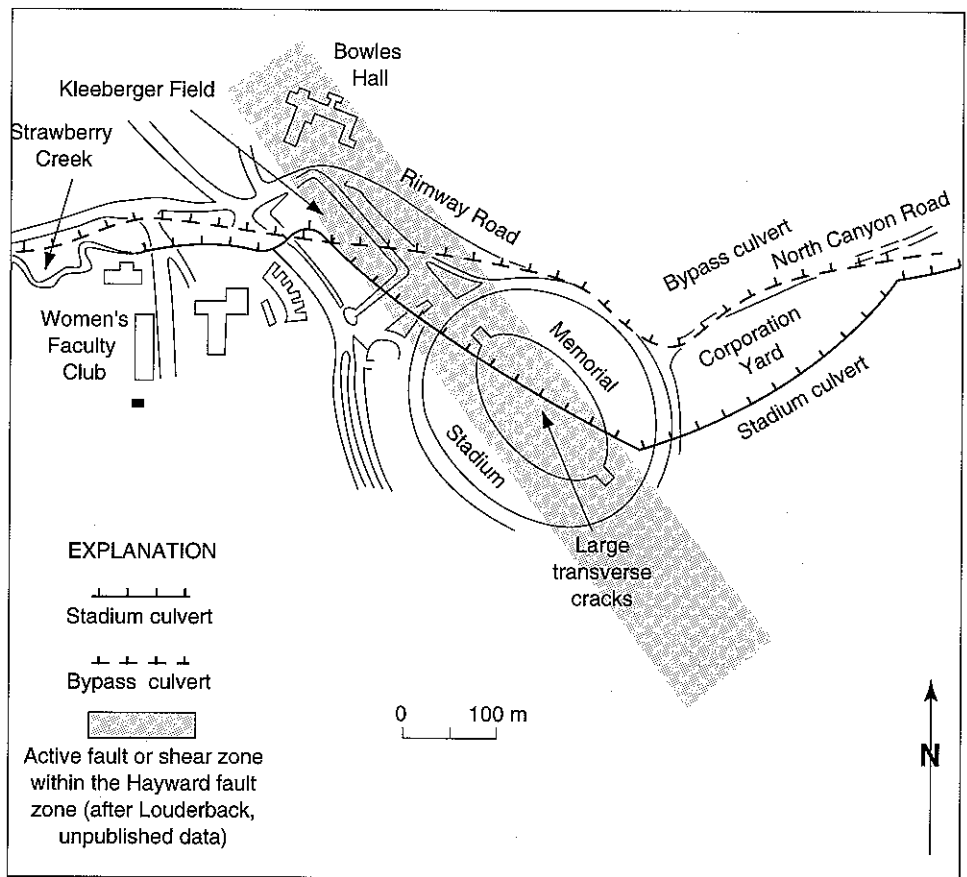 Bowles
Hall
Kleeberger Field
Strawberry
Creek
Rimway Road
Bypass culvert
North Canyon Road
Women's
Faculty
Club
Memorial
Stadium
Corporation
Yard
Stadium culvert
Large
transverse
cracks
EXPLANATION
Stadium culvert
Bypass culvert
Active fault or shear zone
within the Hayward fault
zone (after Louderback,
unpublished data)
0 100 m
N